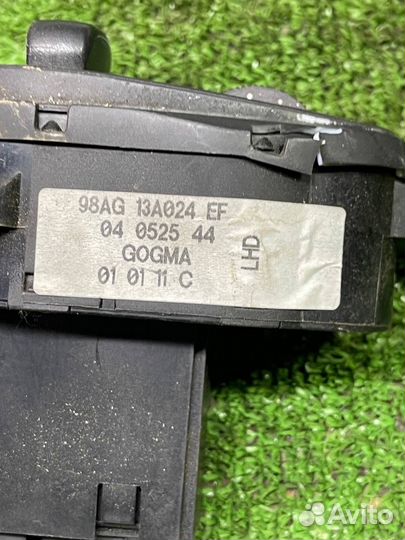 98AG 13A024 EF
04 0525 44
GOGMA
01 01 11 C
LHD
Avito